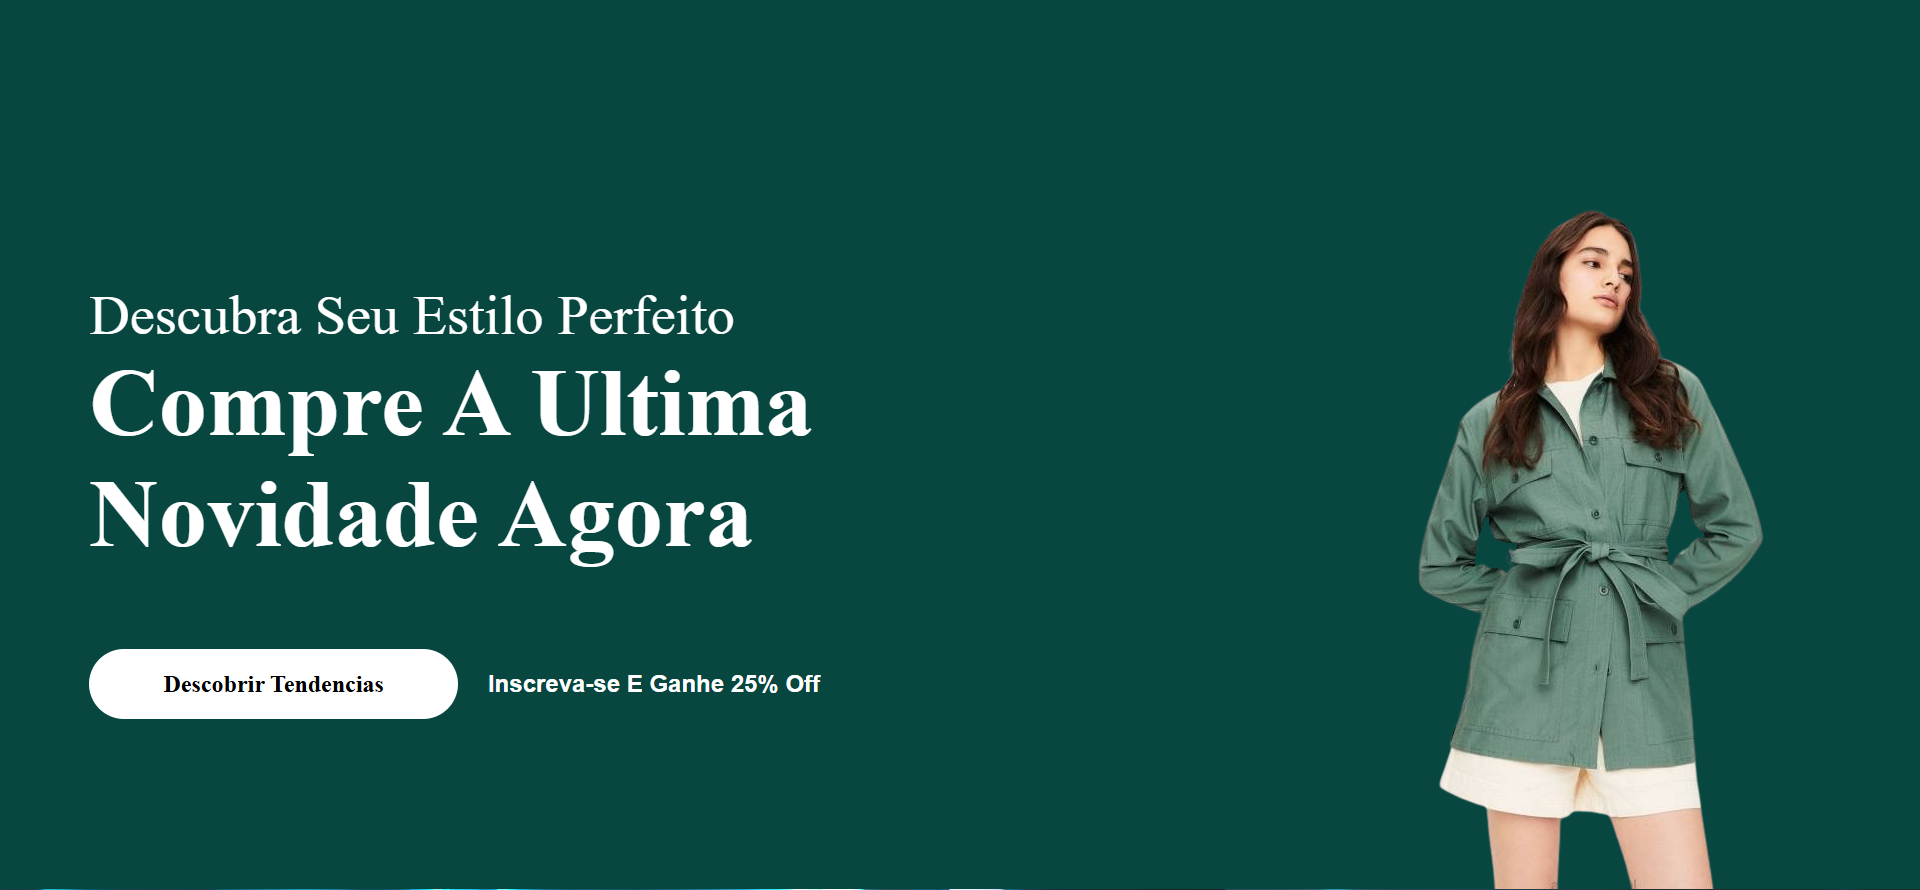 Descubra Seu Estilo Perfeito
Compre A Ultima
Novidade Agora
Descobrir Tendencias
Inscreva-se E Ganhe 25% Off